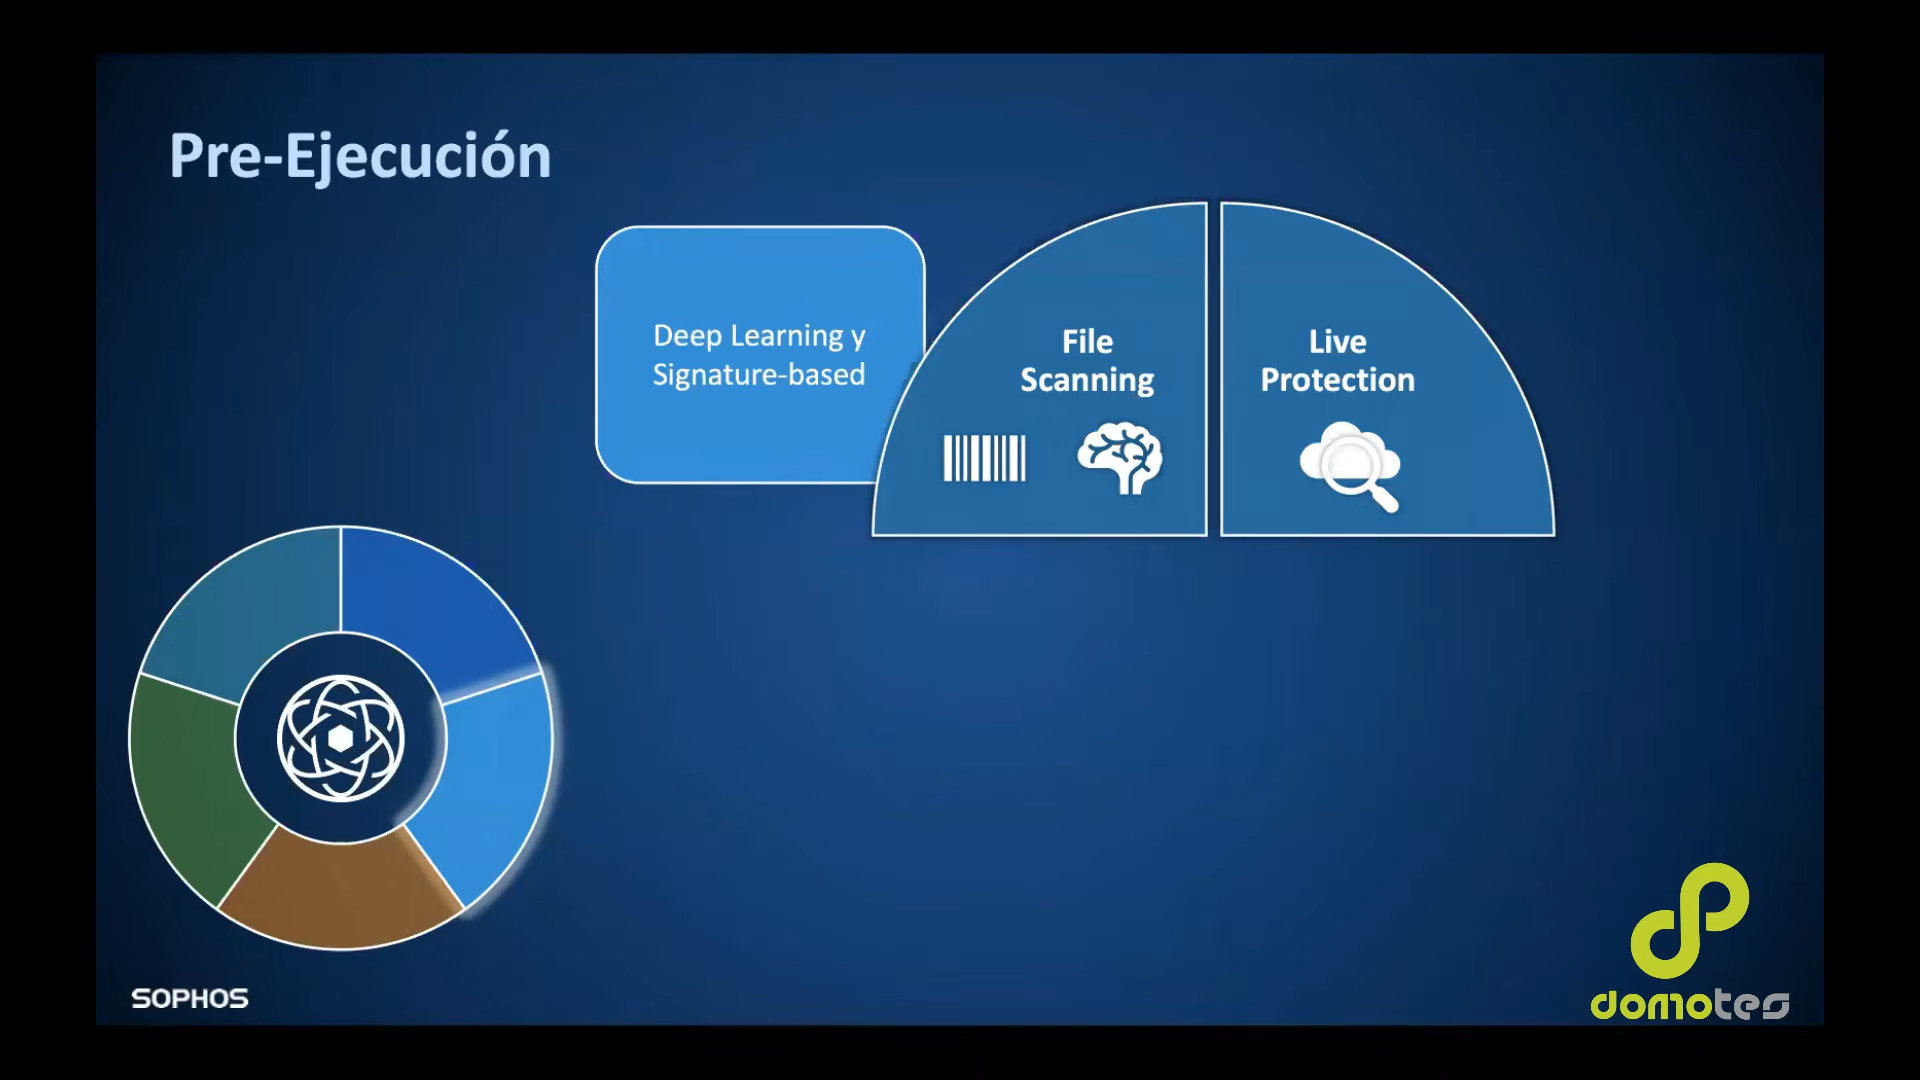 Pre-Ejecución
Deep Learning y
Signature-based
File
Scanning
Live
Protection
SOPHOS
domotes